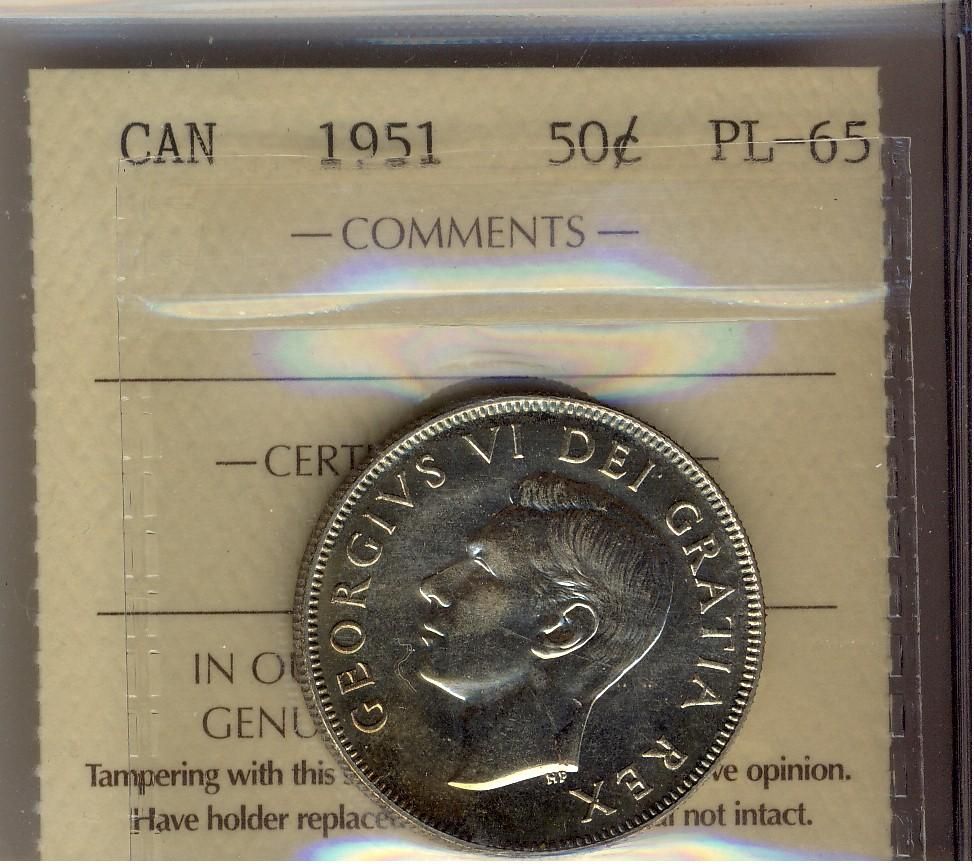 CAN 1951 50¢ PL-65
— COMMENTS —
— CERT —
GEORGIVS VI DEI GRATIA REX
HP
IN OU
GENU
Tampering with this s ve opinion.
Have holder replace not intact.